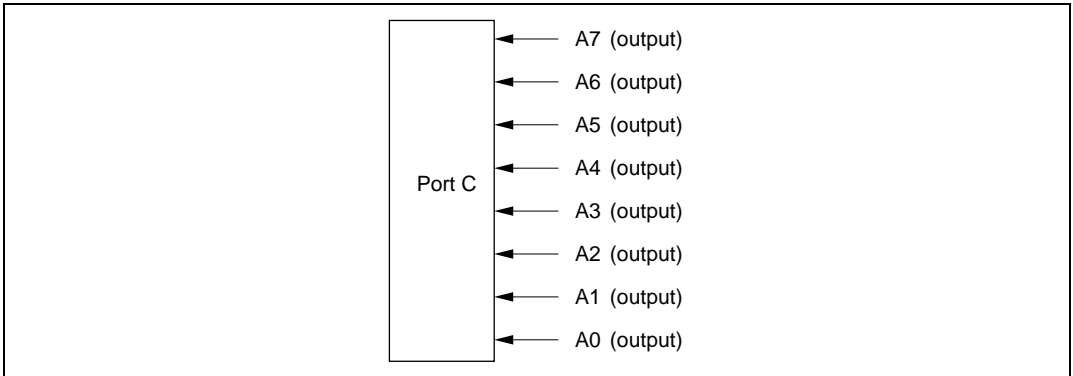 A7 (output)
A6 (output)
A5 (output)
A4 (output)
Port C
A3 (output)
A2 (output)
A1 (output)
A0 (output)